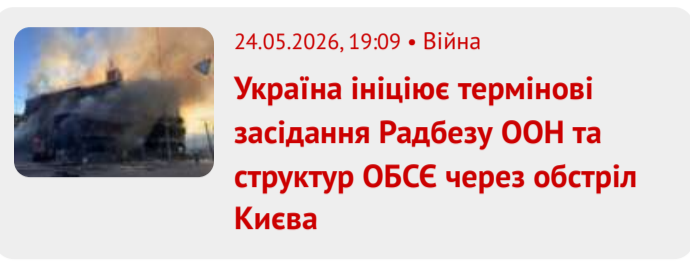 24.05.2026, 19:09 • Війна
Україна ініціює термінові
засідання Радбезу ООН та
структур ОБСЄ через обстріл
Києва